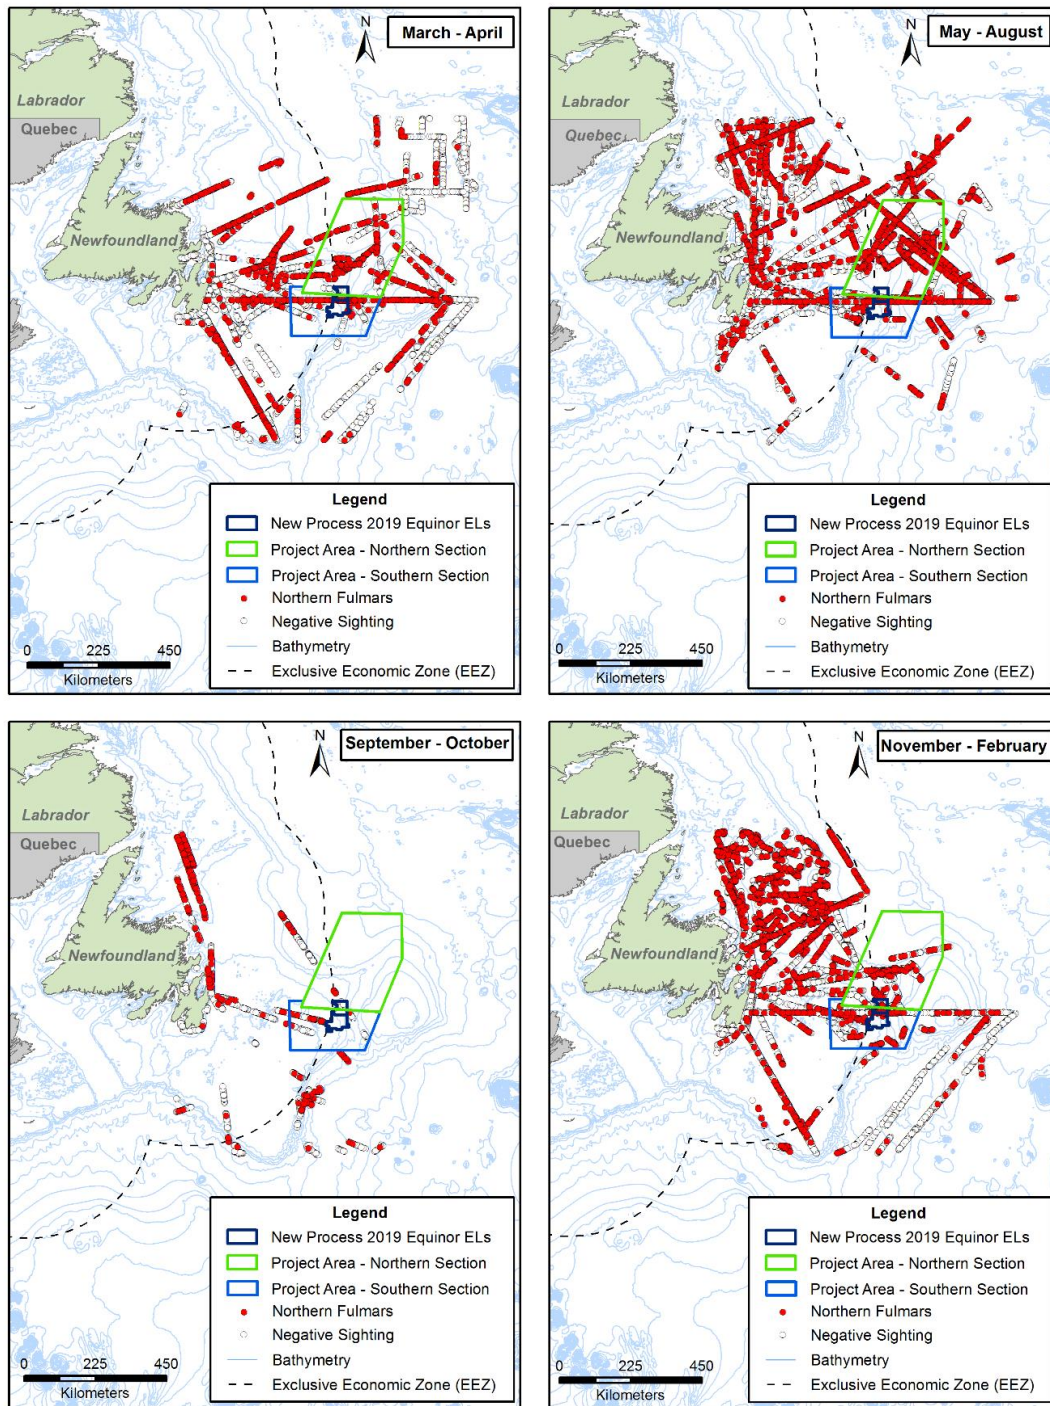 N
March - April
Labrador
Quebec
Newfoundland
Legend
New Process 2019 Equinor ELs
Project Area - Northern Section
Project Area - Southern Section
Northern Fulmars
Negative Sighting
Bathymetry
Exclusive Economic Zone (EEZ)
0 225 450
Kilometers
N
May - August
Labrador
Quebec
Newfoundland
Legend
New Process 2019 Equinor ELs
Project Area - Northern Section
Project Area - Southern Section
Northern Fulmars
Negative Sighting
Bathymetry
Exclusive Economic Zone (EEZ)
0 225 450
Kilometers
N
September - October
Labrador
Quebec
Newfoundland
Legend
New Process 2019 Equinor ELs
Project Area - Northern Section
Project Area - Southern Section
Northern Fulmars
Negative Sighting
Bathymetry
Exclusive Economic Zone (EEZ)
0 225 450
Kilometers
N
November - February
Labrador
Quebec
Newfoundland
Legend
New Process 2019 Equinor ELs
Project Area - Northern Section
Project Area - Southern Section
Northern Fulmars
Negative Sighting
Bathymetry
Exclusive Economic Zone (EEZ)
0 225 450
Kilometers